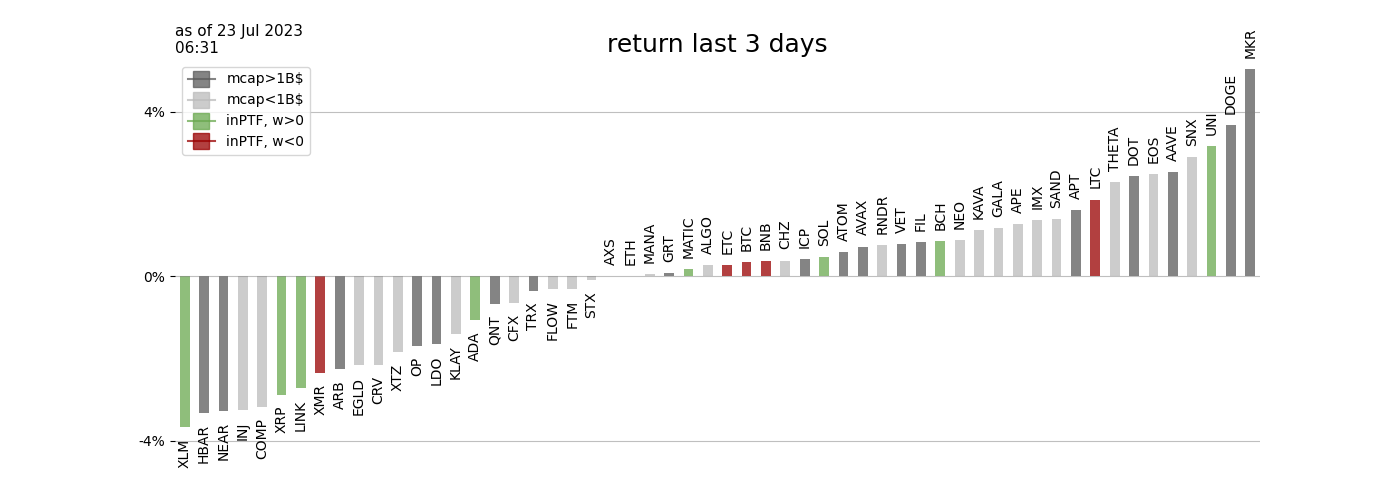 as of 23 Jul 2023
06:31
return last 3 days
mcap>1B$
mcap<1B$
inPTF, w>0
inPTF, w<0
4%
0%
-4%
XLM
HBAR
NEAR
INJ
COMP
XRP
LINK
XMR
ARB
EGLD
CRV
XTZ
OP
LDO
KLAY
ADA
QNT
CFX
TRX
FLOW
FTM
STX
AXS
ETH
MANA
GRT
MATIC
ALGO
ETC
BTC
BNB
CHZ
ICP
SOL
ATOM
AVAX
RNDR
VET
FIL
BCH
NEO
KAVA
GALA
APE
IMX
SAND
APT
LTC
THETA
DOT
EOS
AAVE
SNX
UNI
DOGE
MKR